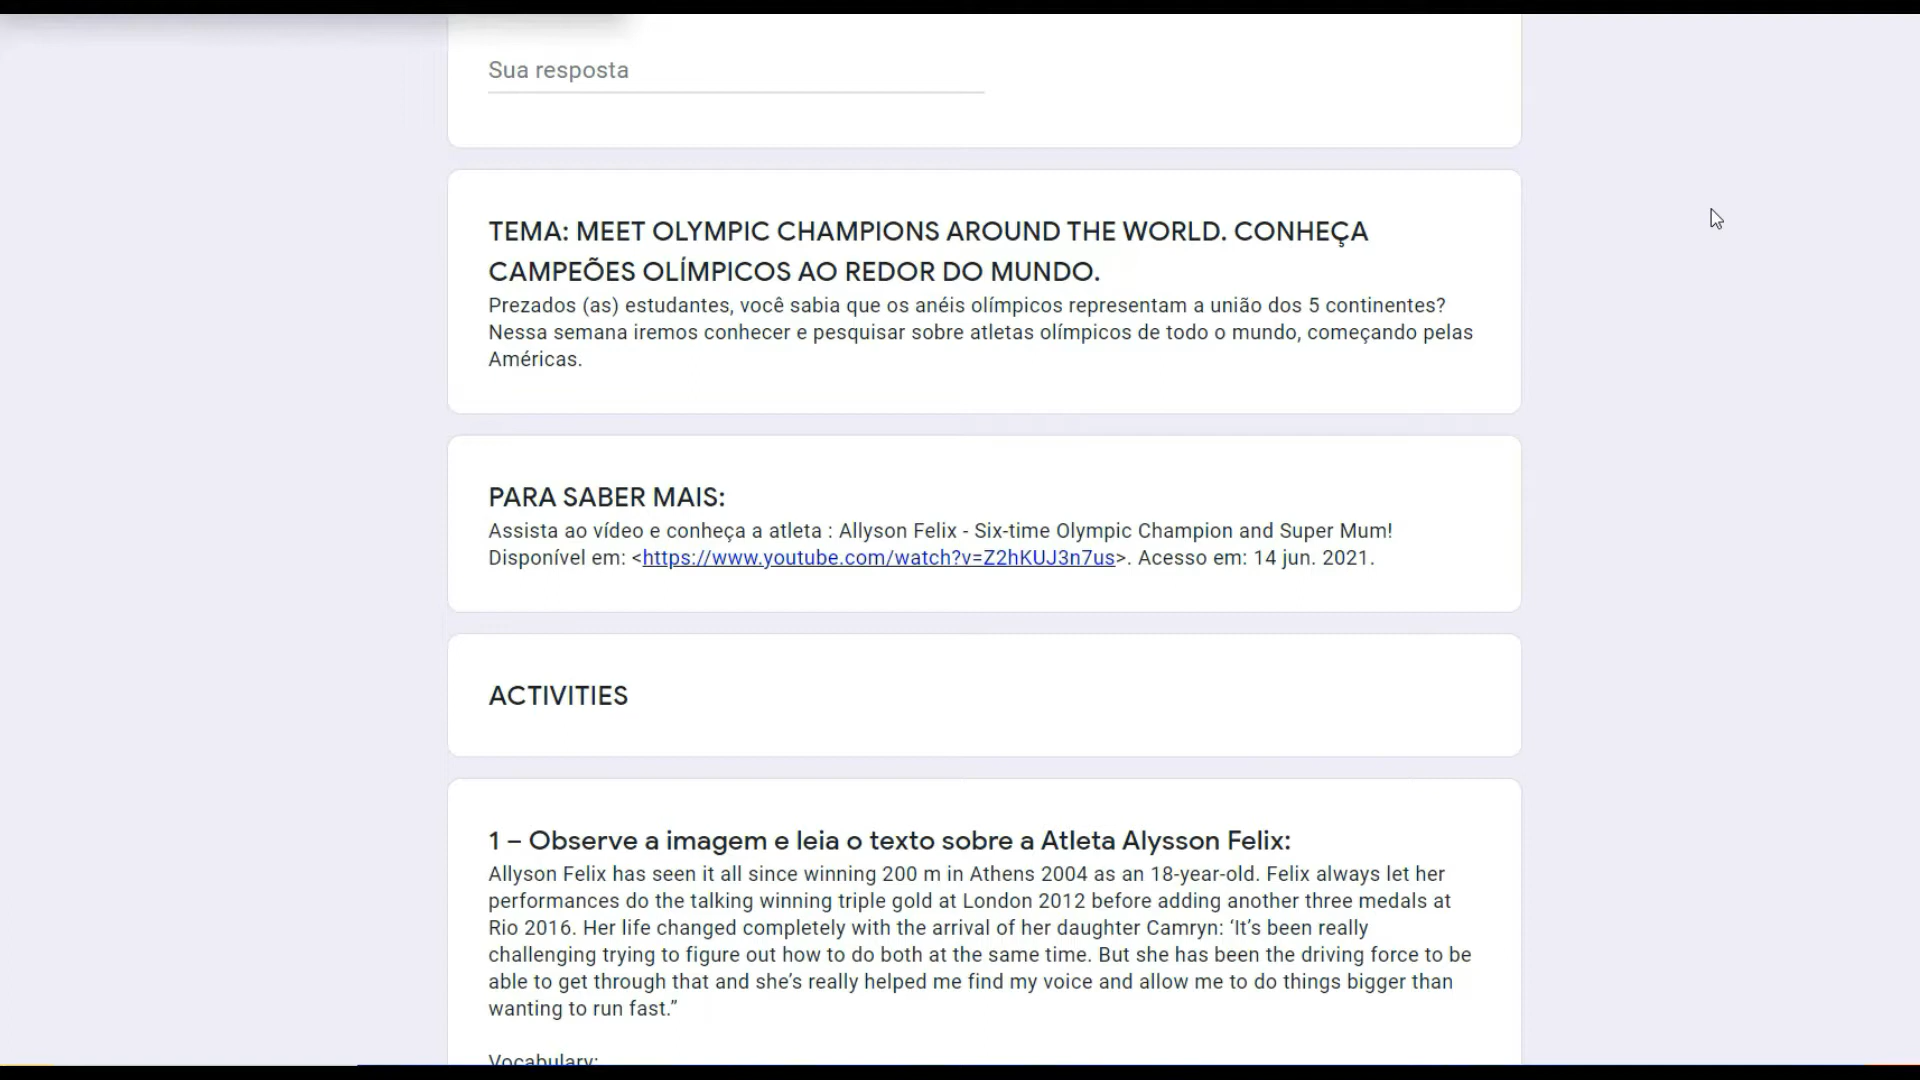 Sua resposta
TEMA: MEET OLYMPIC CHAMPIONS AROUND THE WORLD. CONHEÇA
CAMPEÕES OLÍMPICOS AO REDOR DO MUNDO.
Prezados (as) estudantes, você sabia que os anéis olímpicos representam a união dos 5 continentes?
Nessa semana iremos conhecer e pesquisar sobre atletas olímpicos de todo o mundo, começando pelas
Américas.
PARA SABER MAIS:
Assista ao vídeo e conheça a atleta : Allyson Felix - Six-time Olympic Champion and Super Mum!
Disponível em: <https://www.youtube.com/watch?v=Z2hKUJ3n7us>. Acesso em: 14 jun. 2021.
ACTIVITIES
1 – Observe a imagem e leia o texto sobre a Atleta Alysson Felix:
Allyson Felix has seen it all since winning 200 m in Athens 2004 as an 18-year-old. Felix always let her
performances do the talking winning triple gold at London 2012 before adding another three medals at
Rio 2016. Her life changed completely with the arrival of her daughter Camryn: ‘It’s been really
challenging trying to figure out how to do both at the same time. But she has been the driving force to be
able to get through that and she’s really helped me find my voice and allow me to do things bigger than
wanting to run fast.”
Vocabulary: